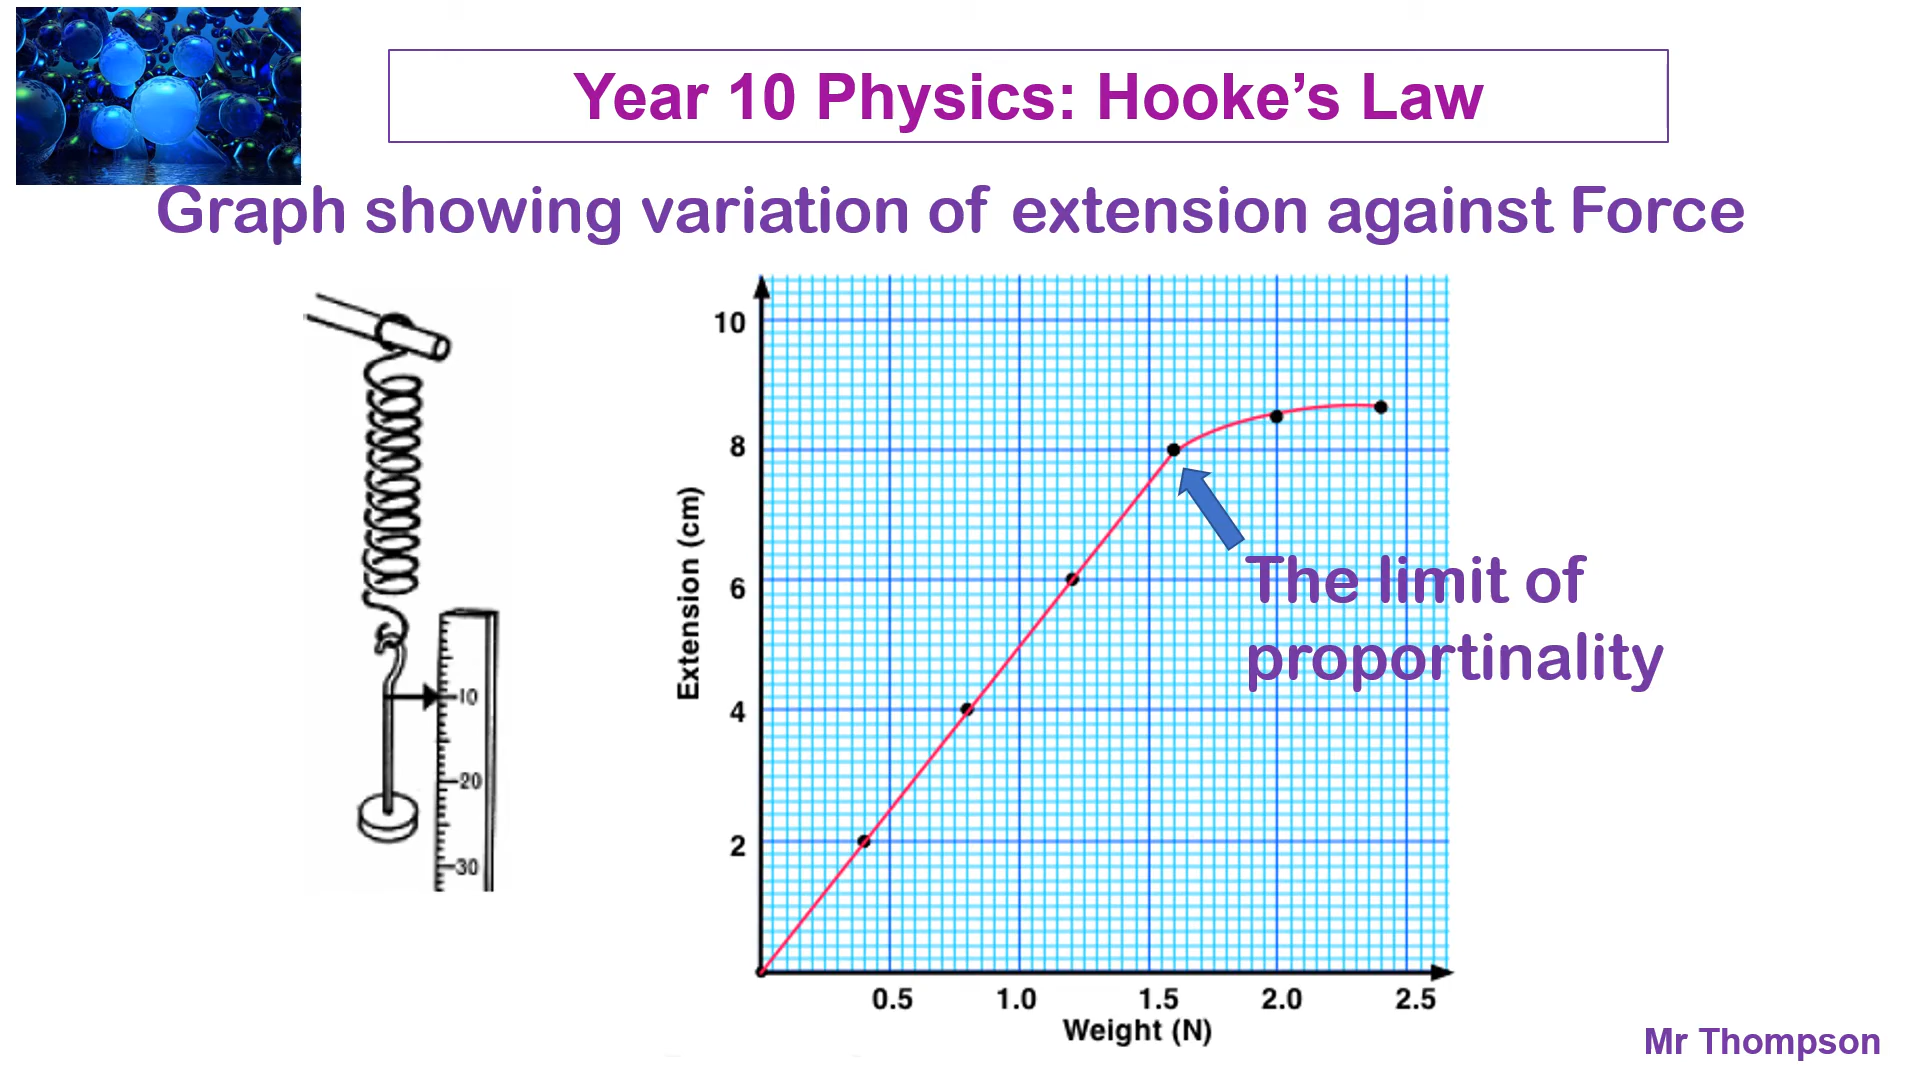 Year 10 Physics: Hooke’s Law
Graph showing variation of extension against Force
10
20
30
Extension (cm)
10
8
6
4
2
The limit of
proportinality
0.5 1.0 1.5 2.0 2.5
Weight (N)
Mr Thompson